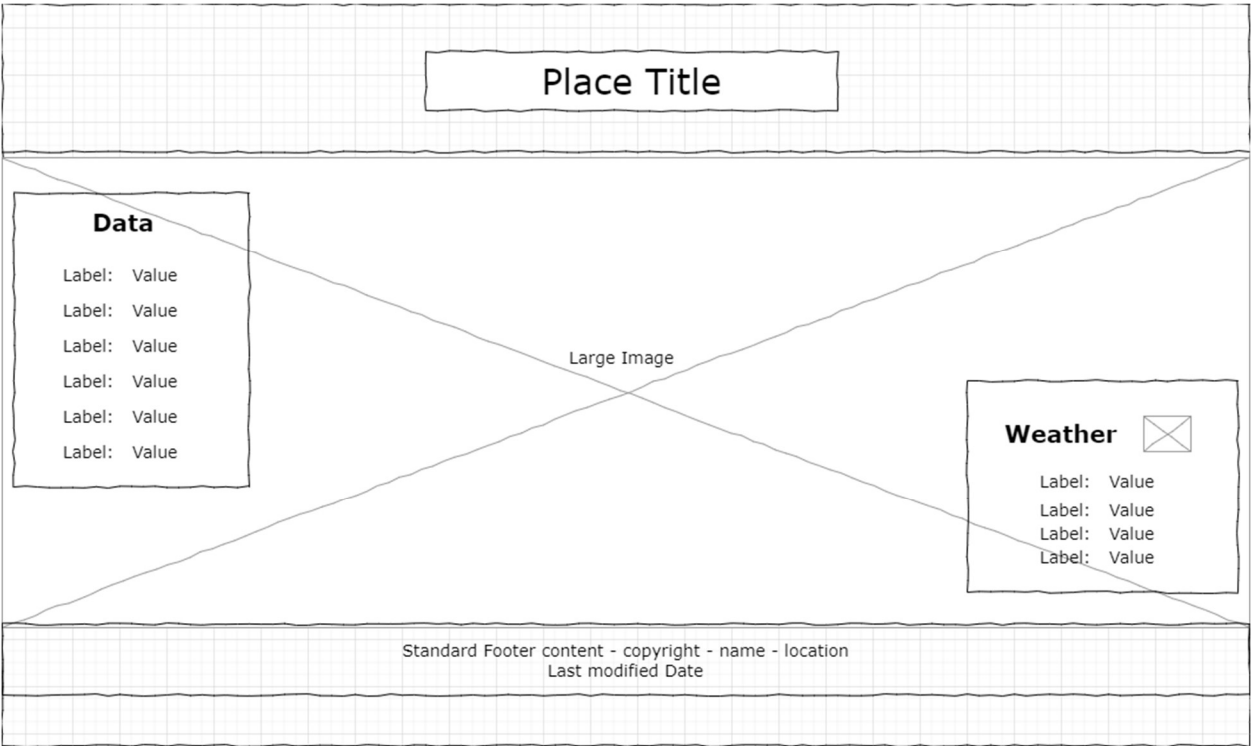 Place Title
Data
Label: Value
Label: Value
Label: Value
Label: Value
Label: Value
Label: Value
Large Image
Weather
Label: Value
Label: Value
Label: Value
Label: Value
Standard Footer content - copyright - name - location
Last modified Date